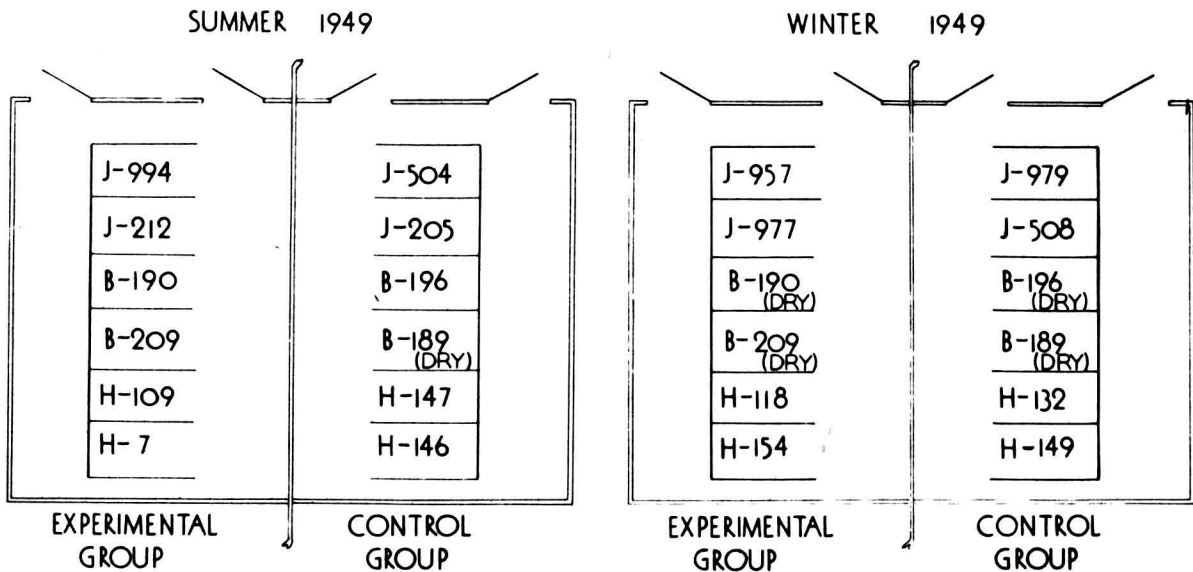 SUMMER 1949
J-994
J-212
B-190
B-209
H-109
H-7
EXPERIMENTAL
GROUP
J-504
J-205
B-196
B-189
(DRY)
H-147
H-146
CONTROL
GROUP
WINTER 1949
J-957
J-977
B-190
(DRY)
B-209
(DRY)
H-118
H-154
EXPERIMENTAL
GROUP
J-979
J-508
B-196
(DRY)
B-189
(DRY)
H-132
H-149
CONTROL
GROUP